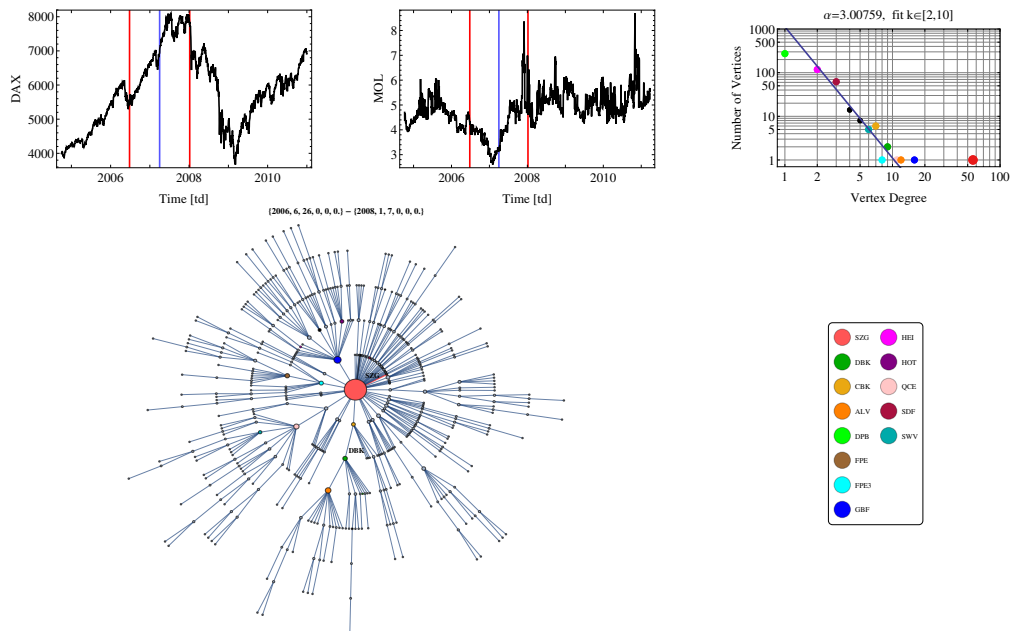 α=3.00759, fit k∈[2,10]
8000
7000
6000
5000
4000
DAX
2006
2008
2010
Time [td]
8
7
6
5
4
3
MOL
2006
2008
2010
Time [td]
1000
500
100
50
10
5
1
Number of Vertices
1
2
5
10
20
50
100
Vertex Degree
{2006, 6, 26, 0, 0, 0.} – {2008, 1, 7, 0, 0, 0.}
SZG
DBK
SZG HEI
DBK HOT
CBK QCE
ALV SDF
DPB SWV
FPE
FPE3
GBF